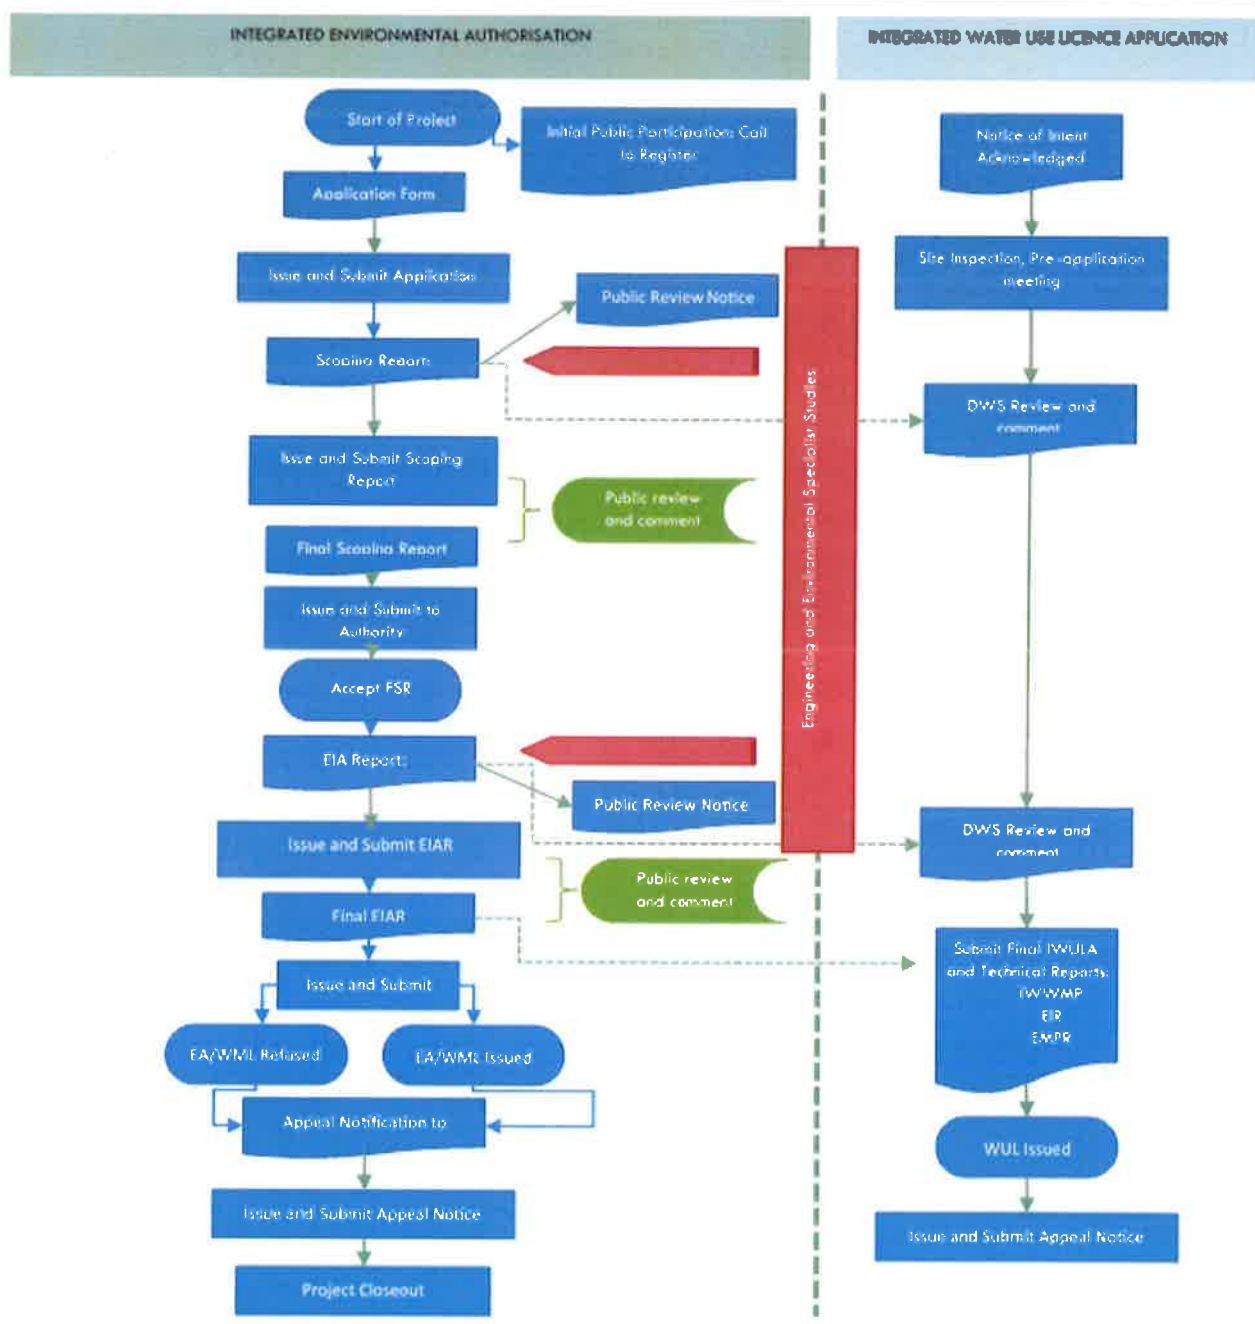 INTEGRATED ENVIRONMENTAL AUTHORISATION
INTEGRATED WATER USE LICENCE APPLICATION
Start of Project
Initial Public Participation: Call
to Register
Application Form
Issue and Submit Application
Public Review Notice
Scoping Report:
Issue and Submit Scoping
Report
Public review
and comment
Final Scoping Report
Issue and Submit to
Authority
Accept FSR
EIA Report:
Public Review Notice
Issue and Submit EIAR
Public review
and comment
Final EIAR
Issue and Submit
EA/WML Refused
EA/WML Issued
Appeal Notification to
Issue and Submit Appeal Notice
Project Closeout
Engineering and Environmental Specialist Studies
Notice of Intent
Acknowledged
Site Inspection, Pre-application
meeting
DWS Review and
comment
DWS Review and
comment
Submit Final IWULA
and Technical Reports:
IWWMP
EIR
EMPR
WUL Issued
Issue and Submit Appeal Notice